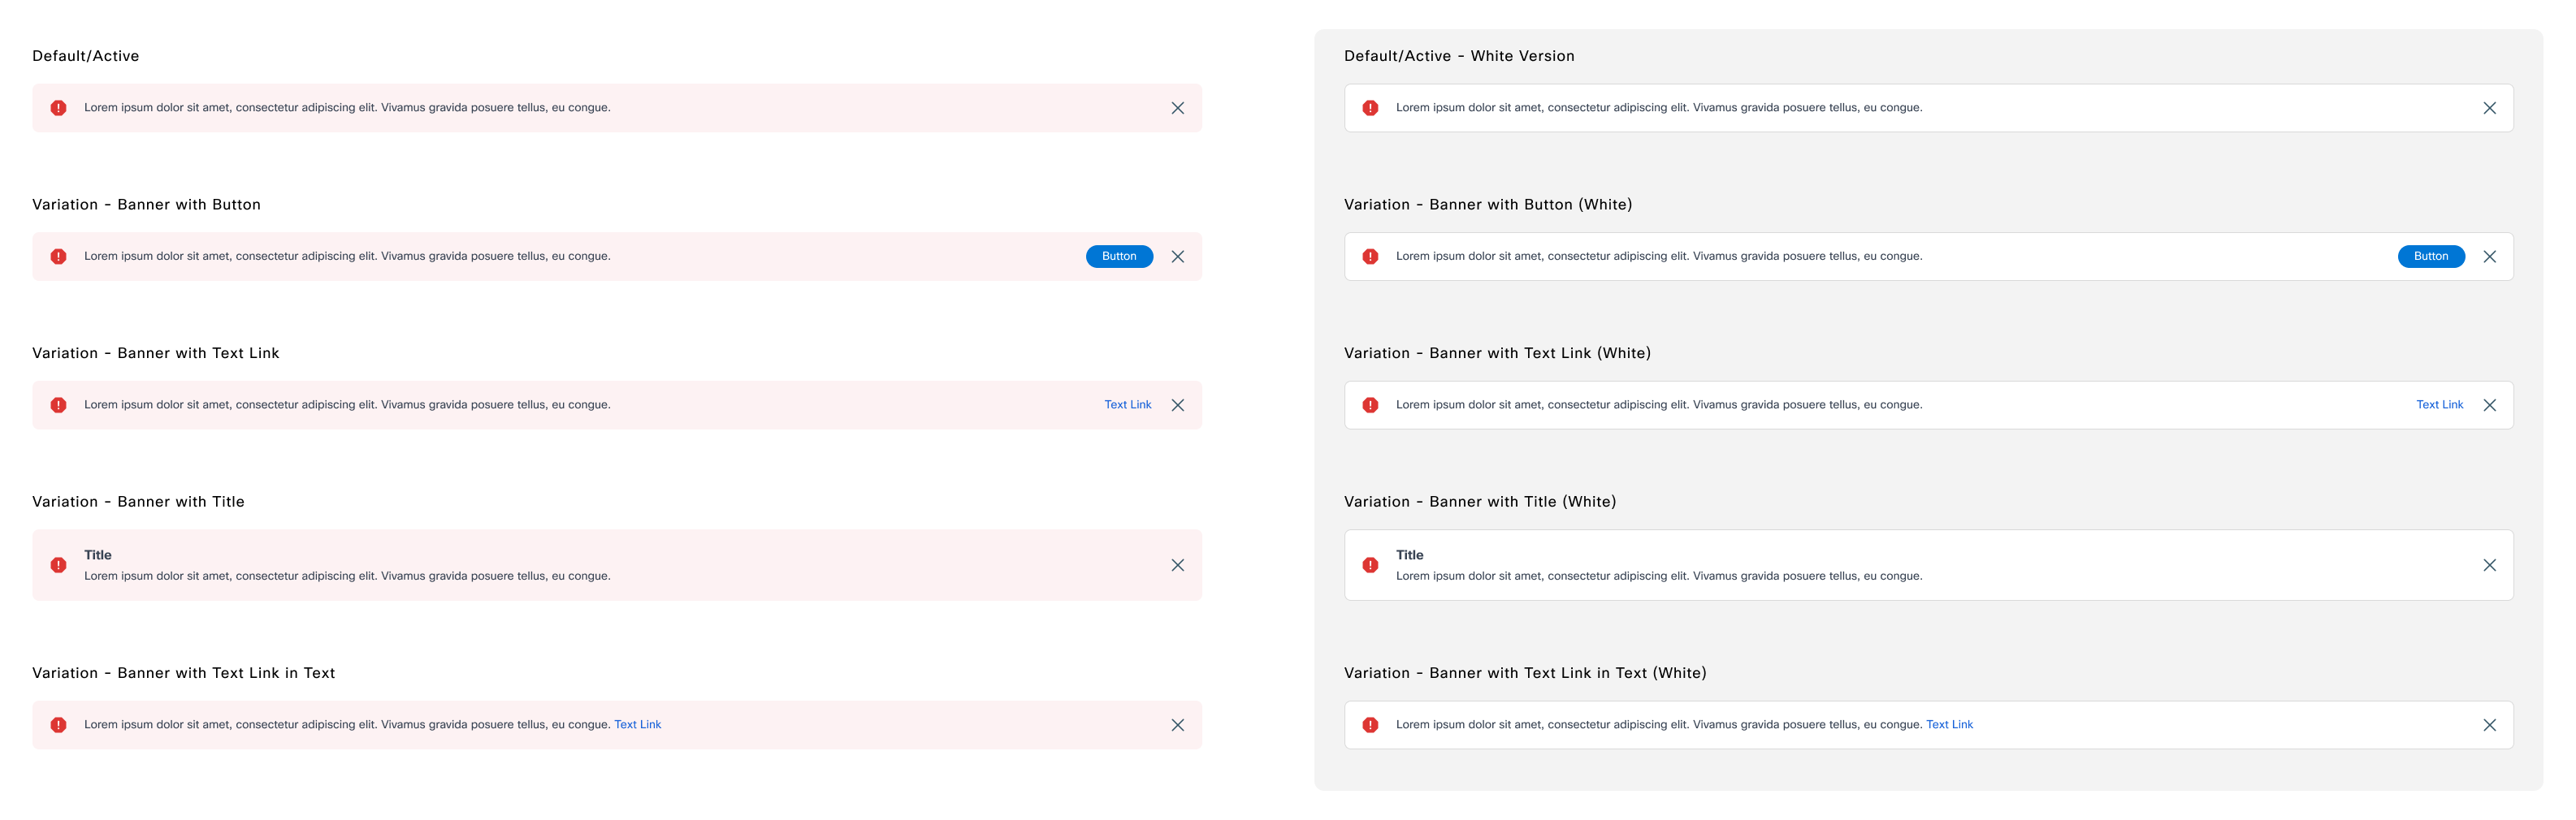 Default/Active
Lorem ipsum dolor sit amet, consectetur adipiscing elit. Vivamus gravida posuere tellus, eu congue.
Variation - Banner with Button
Lorem ipsum dolor sit amet, consectetur adipiscing elit. Vivamus gravida posuere tellus, eu congue.
Button
Variation - Banner with Text Link
Lorem ipsum dolor sit amet, consectetur adipiscing elit. Vivamus gravida posuere tellus, eu congue.
Text Link
Variation - Banner with Title
Title
Lorem ipsum dolor sit amet, consectetur adipiscing elit. Vivamus gravida posuere tellus, eu congue.
Variation - Banner with Text Link in Text
Lorem ipsum dolor sit amet, consectetur adipiscing elit. Vivamus gravida posuere tellus, eu congue. Text Link
Default/Active - White Version
Lorem ipsum dolor sit amet, consectetur adipiscing elit. Vivamus gravida posuere tellus, eu congue.
Variation - Banner with Button (White)
Lorem ipsum dolor sit amet, consectetur adipiscing elit. Vivamus gravida posuere tellus, eu congue.
Button
Variation - Banner with Text Link (White)
Lorem ipsum dolor sit amet, consectetur adipiscing elit. Vivamus gravida posuere tellus, eu congue.
Text Link
Variation - Banner with Title (White)
Title
Lorem ipsum dolor sit amet, consectetur adipiscing elit. Vivamus gravida posuere tellus, eu congue.
Variation - Banner with Text Link in Text (White)
Lorem ipsum dolor sit amet, consectetur adipiscing elit. Vivamus gravida posuere tellus, eu congue. Text Link